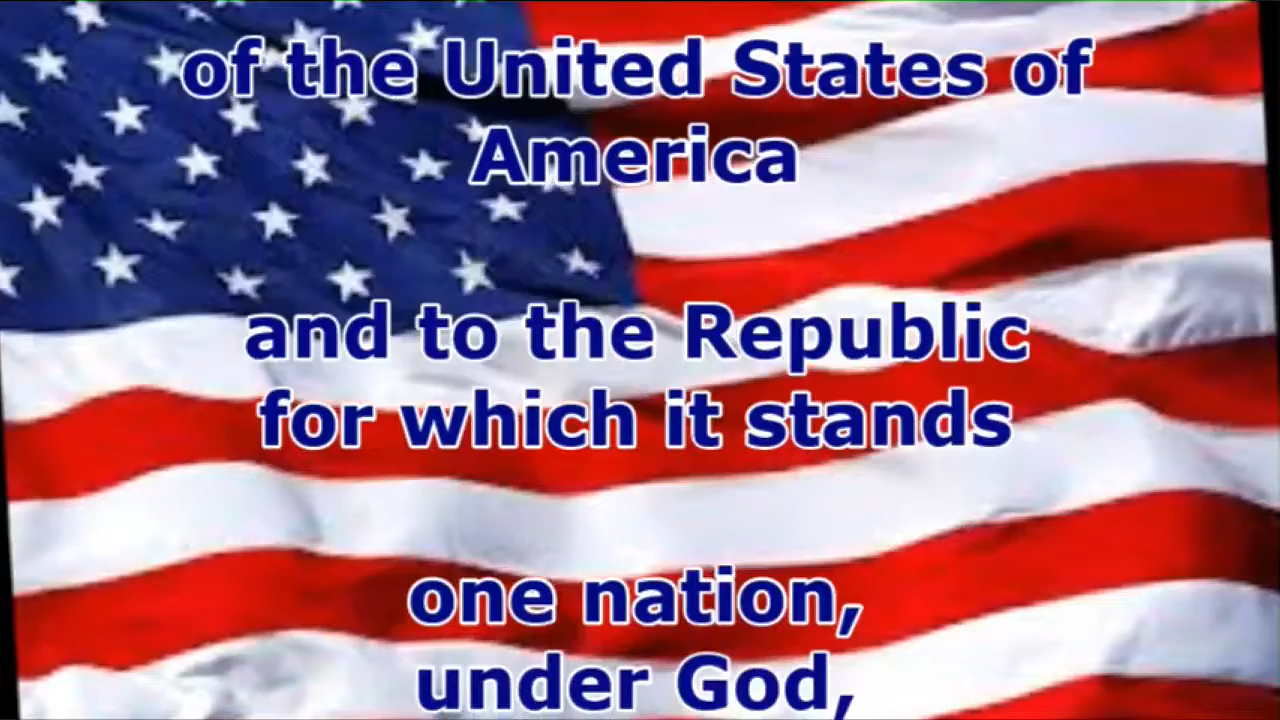 of the United States of
America
and to the Republic
for which it stands
one nation,
under God,